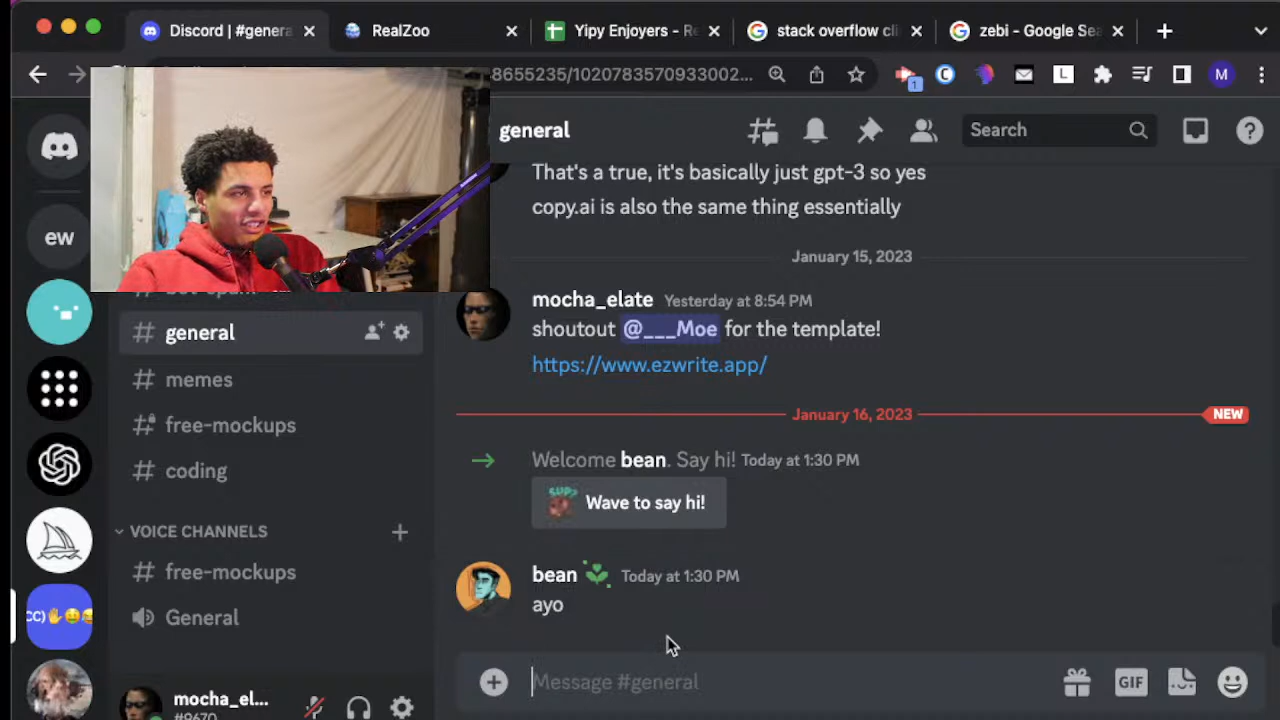 Discord | #genera
RealZoo
Yipy Enjoyers - Re
stack overflow cli
zebi - Google Sea
8655235/1020783570933002...
1
L
M
general
Search
That's a true, it's basically just gpt-3 so yes
copy.ai is also the same thing essentially
January 15, 2023
mocha_elate Yesterday at 8:54 PM
shoutout @___Moe for the template!
https://www.ezwrite.app/
January 16, 2023
NEW
Welcome bean. Say hi! Today at 1:30 PM
SUP?
Wave to say hi!
bean Today at 1:30 PM
ayo
Message #general
GIF
ew
general
memes
free-mockups
coding
VOICE CHANNELS
free-mockups
General
CC)
mocha_el...
#9670